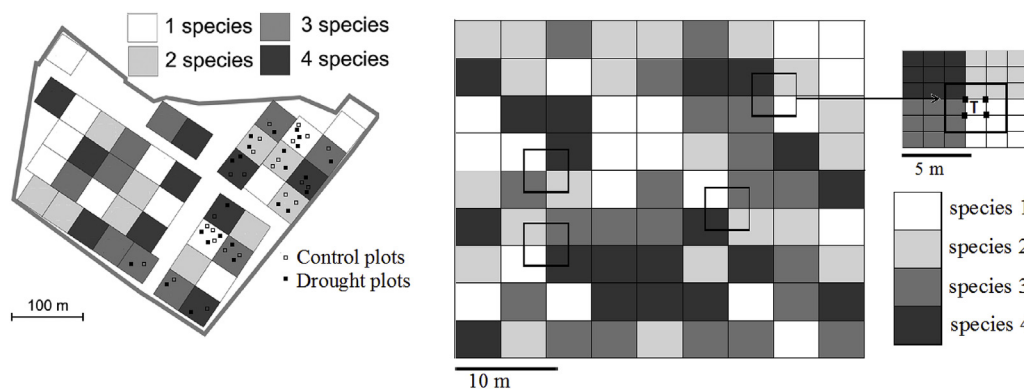 1 species
3 species
2 species
4 species
Control plots
Drought plots
100 m
10 m
T
5 m
species 1
species 2
species 3
species 4